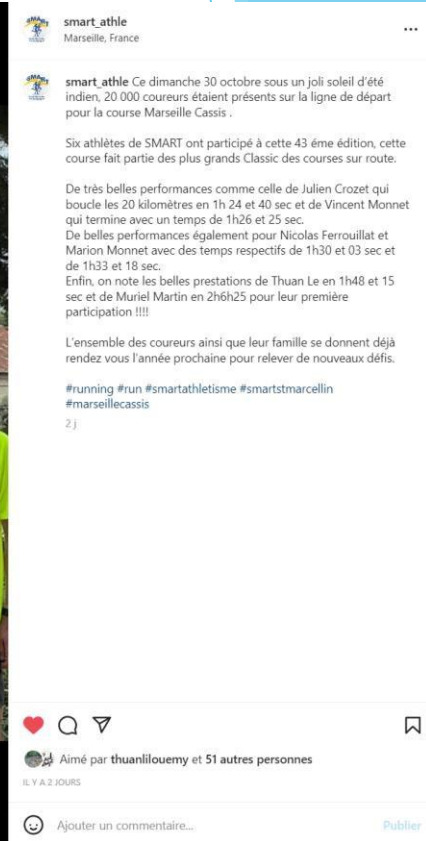 smart_athle
Marseille, France
smart_athle Ce dimanche 30 octobre sous un joli soleil d'été
indien, 20 000 coureurs étaient présents sur la ligne de départ
pour la course Marseille Cassis .
Six athlètes de SMART ont participé à cette 43 éme édition, cette
course fait partie des plus grands Classic des courses sur route.
De très belles performances comme celle de Julien Crozet qui
boucle les 20 kilomètres en 1h 24 et 40 sec et de Vincent Monnet
qui termine avec un temps de 1h26 et 25 sec.
De belles performances également pour Nicolas Ferrouillat et
Marion Monnet avec des temps respectifs de 1h30 et 03 sec et
de 1h33 et 18 sec.
Enfin, on note les belles prestations de Thuan Le en 1h48 et 15
sec et de Muriel Martin en 2h6h25 pour leur première
participation !!!!
L'ensemble des coureurs ainsi que leur famille se donnent déjà
rendez vous l'année prochaine pour relever de nouveaux défis.
#running #run #smartathletisme #smartstmarcellin
#marseillecassis
2 j
Aimé par thuanlilouemy et 51 autres personnes
IL Y A 2 JOURS
Ajouter un commentaire...
Publier